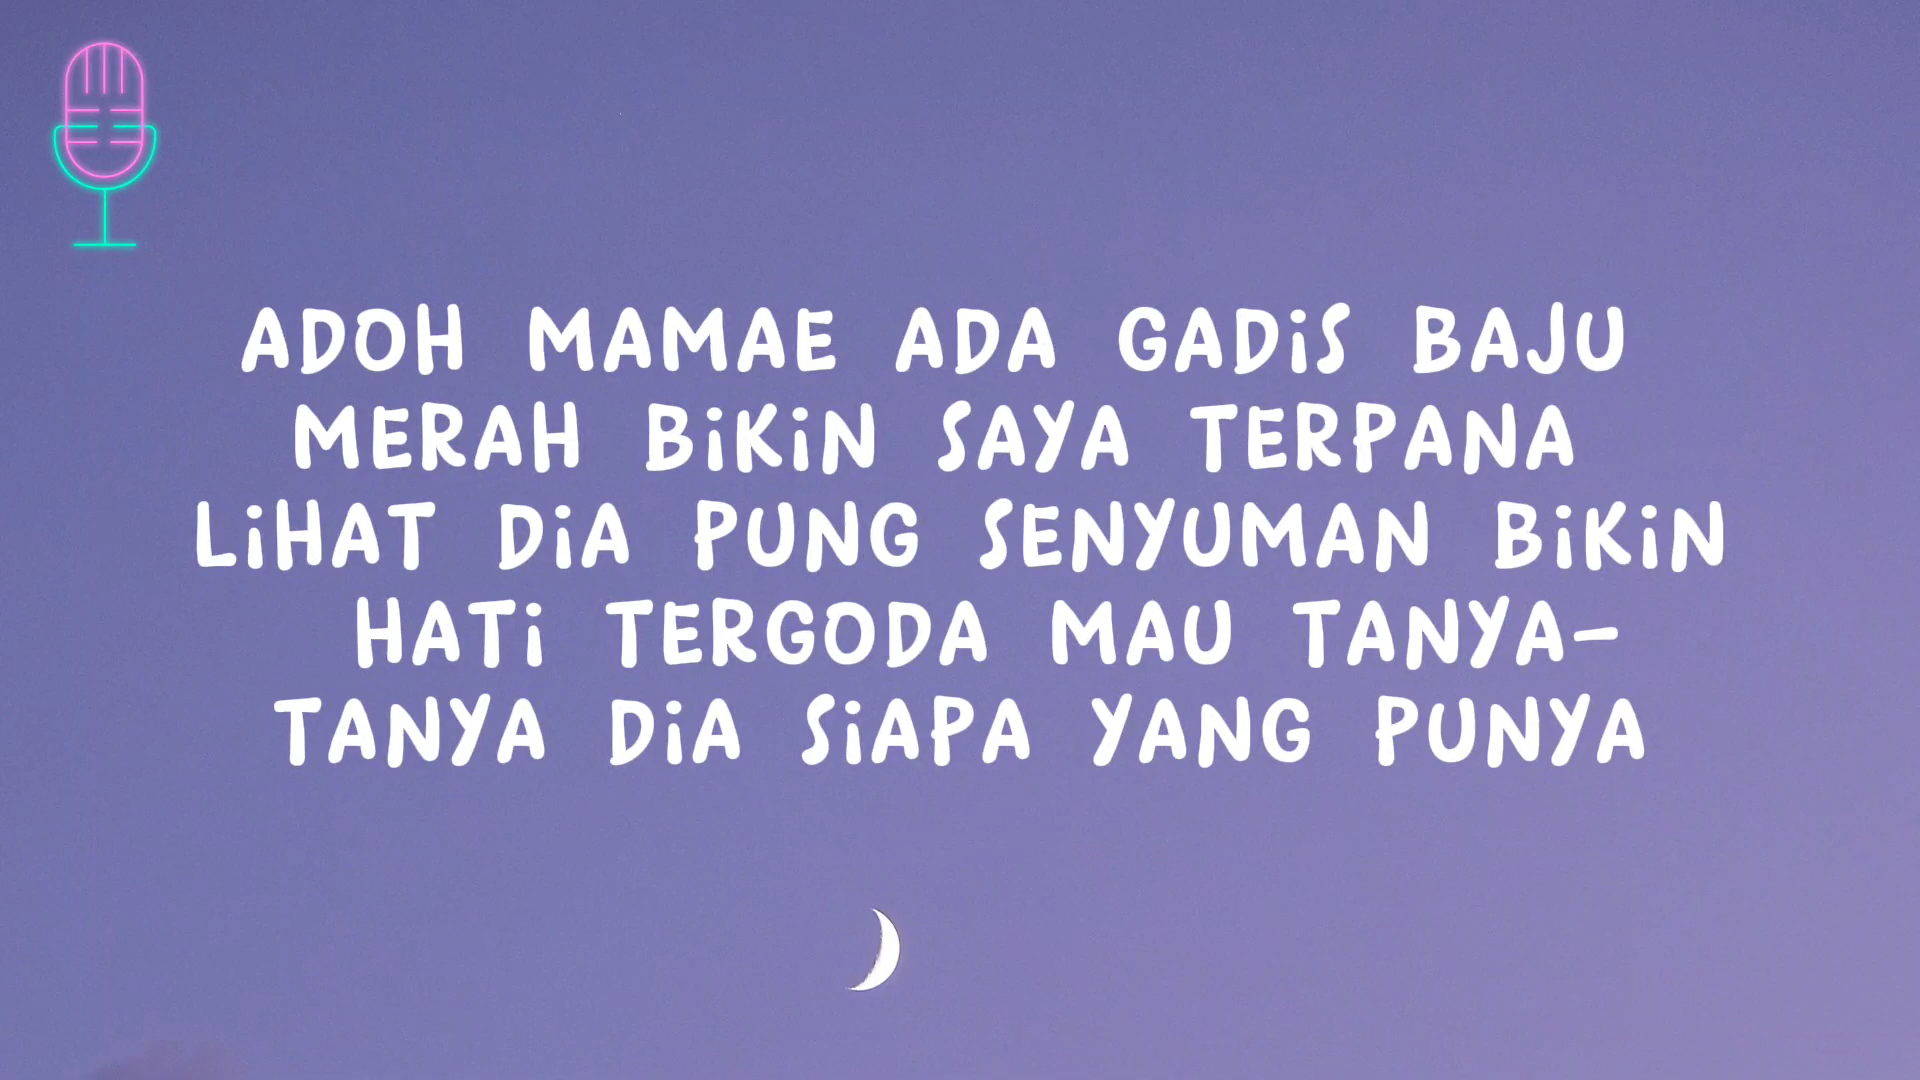 ADOH MAMAE ADA GADiS BAJU
MERAH BiKiN SAYA TERPANA
LiHAT DiA PUNG SENYUMAN BiKiN
HATi TERGODA MAU TANYA-
TANYA DiA SiAPA YANG PUNYA